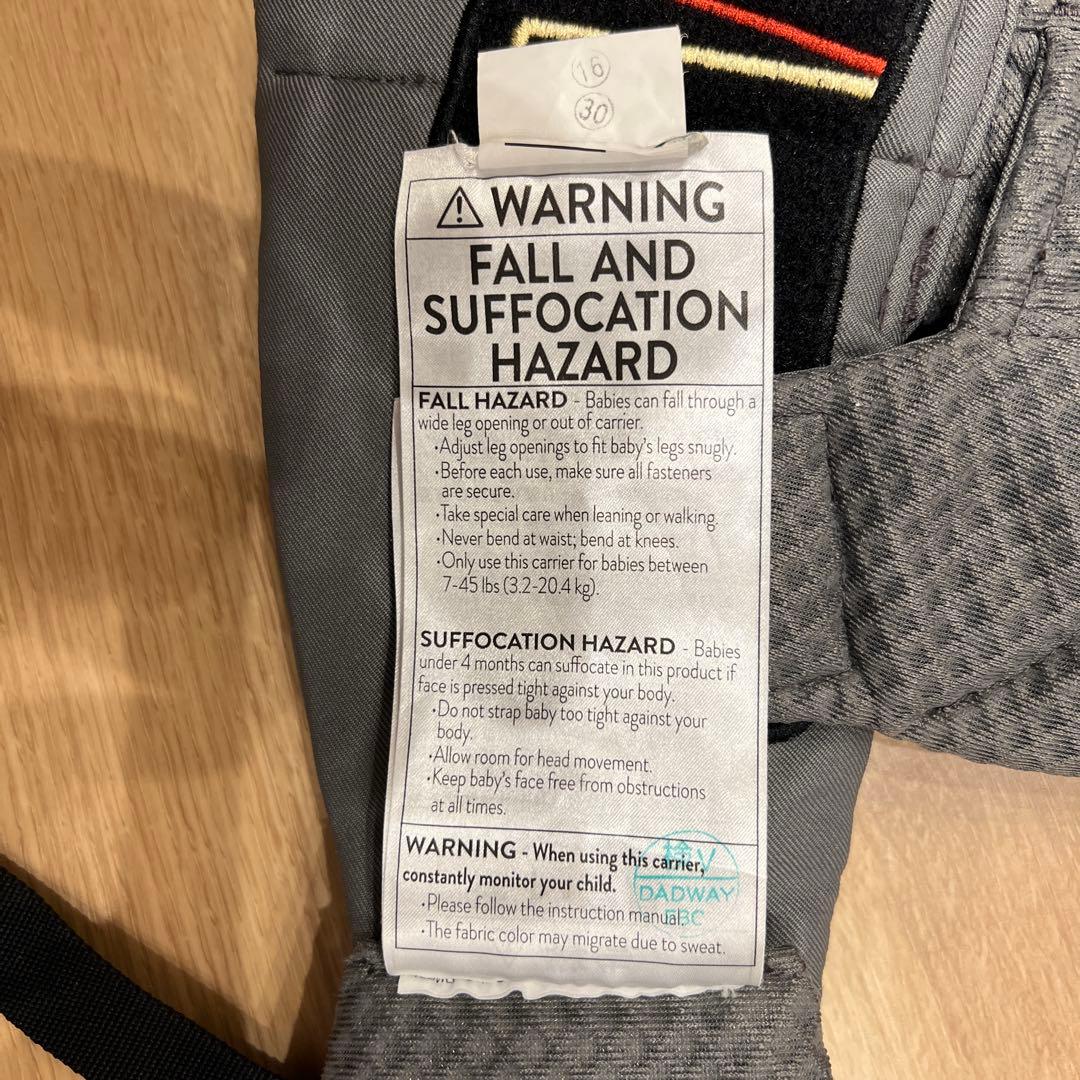 16
30
WARNING
FALL AND
SUFFOCATION
HAZARD
FALL HAZARD - Babies can fall through a
wide leg opening or out of carrier.
·Adjust leg openings to fit baby's legs snugly.
·Before each use, make sure all fasteners
are secure.
·Take special care when leaning or walking.
·Never bend at waist; bend at knees.
·Only use this carrier for babies between
7-45 lbs (3.2-20.4 kg).
SUFFOCATION HAZARD - Babies
under 4 months can suffocate in this product if
face is pressed tight against your body.
·Do not strap baby too tight against your
body.
·Allow room for head movement.
·Keep baby's face free from obstructions
at all times.
WARNING - When using this carrier,
constantly monitor your child.
·Please follow the instruction manual.
·The fabric color may migrate due to sweat.
検 V
DADWAY
EBC